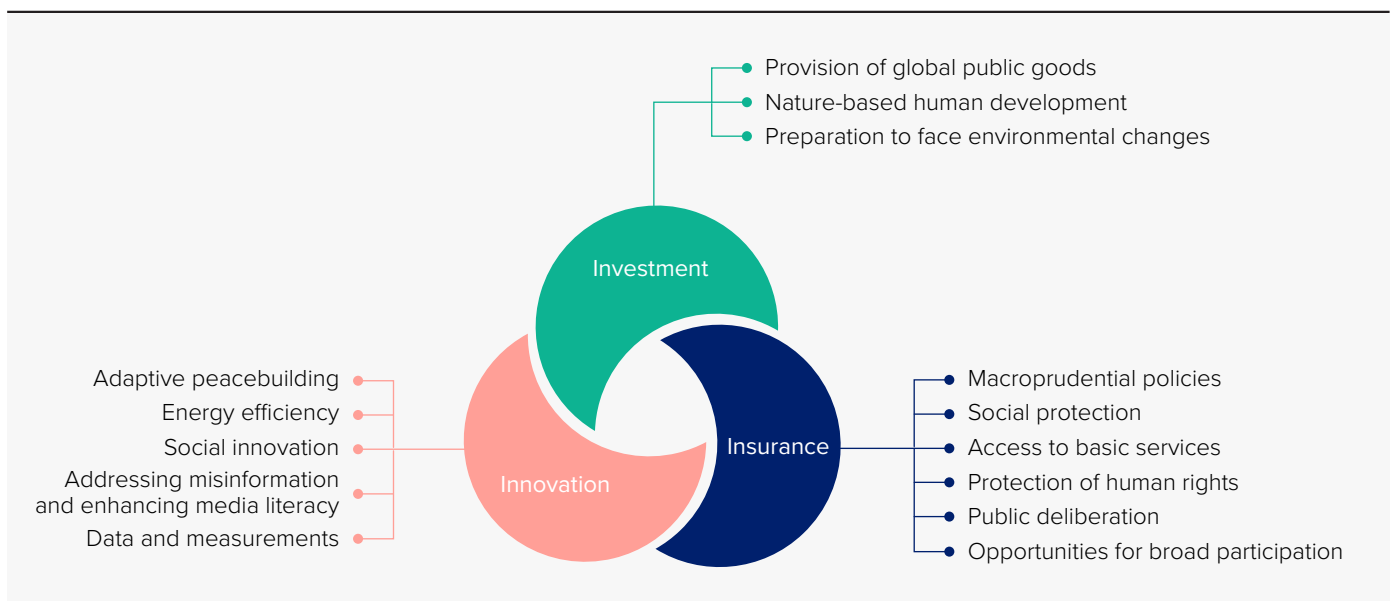 Provision of global public goods
Nature-based human development
Preparation to face environmental changes
Investment
Adaptive peacebuilding
Energy efficiency
Social innovation
Addressing misinformation
and enhancing media literacy
Data and measurements
Innovation
Insurance
Macroprudential policies
Social protection
Access to basic services
Protection of human rights
Public deliberation
Opportunities for broad participation